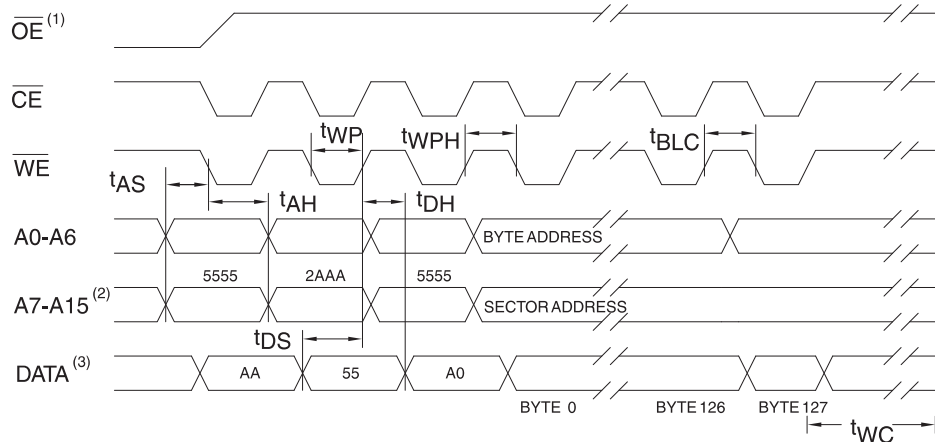 OE (1)
CE
tWP
tWPH
tBLC
WE
tAS
tAH
tDH
A0-A6
BYTE ADDRESS
5555
2AAA
5555
A7-A15 (2)
SECTOR ADDRESS
tDS
DATA (3)
AA
55
A0
BYTE 0
BYTE 126
BYTE 127
tWC